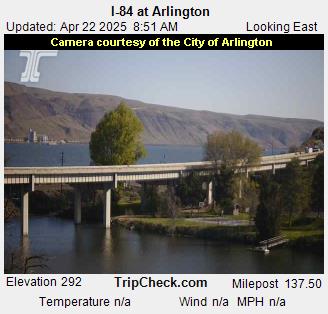 I-84 at Arlington
Updated: Apr 22 2025 8:51 AM Looking East
Camera courtesy of the City of Arlington
Elevation 292 TripCheck.com Milepost 137.50
Temperature n/a Wind n/a MPH n/a